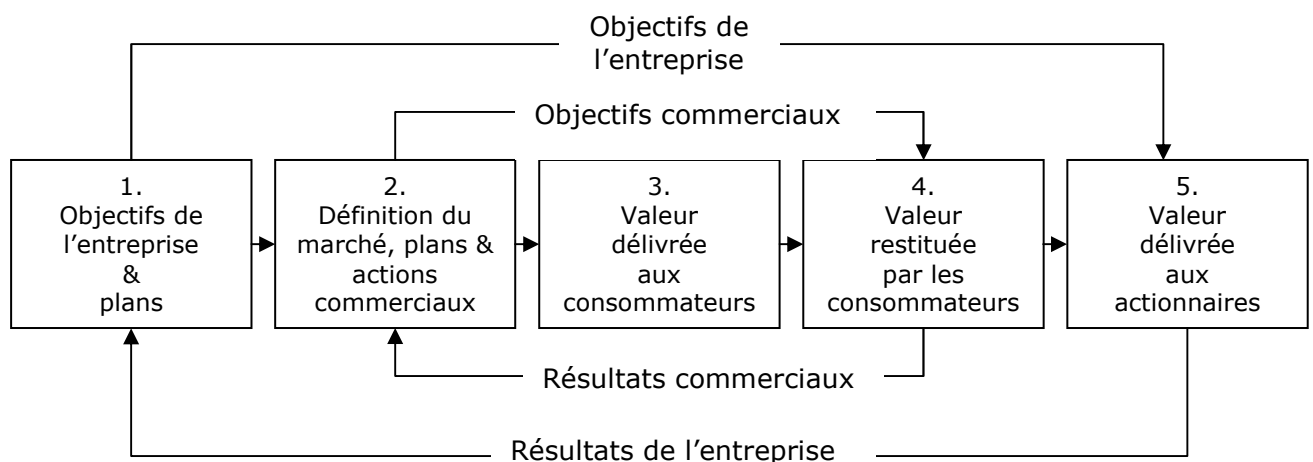 Objectifs de
l’entreprise
Objectifs commerciaux
1.
Objectifs de
l’entreprise
&
plans
2.
Définition du
marché, plans &
actions
commerciaux
3.
Valeur
délivrée
aux
consommateurs
4.
Valeur
restituée
par les
consommateurs
5.
Valeur
délivrée
aux
actionnaires
Résultats commerciaux
Résultats de l’entreprise